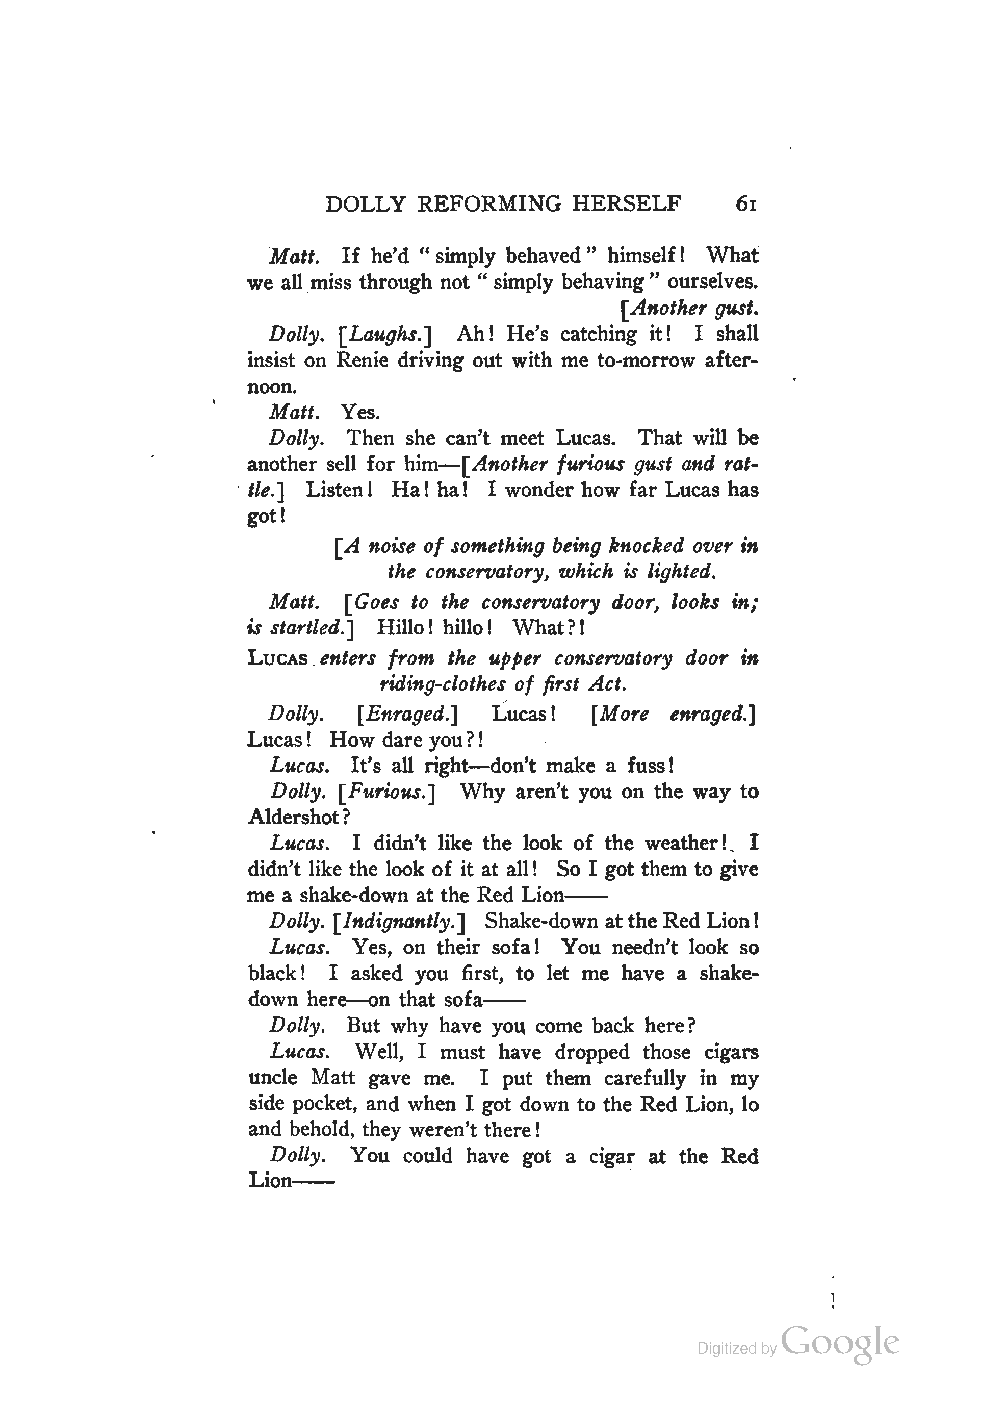 DOLLY REFORMING HERSELF 61
Matt. If he'd “ simply behaved ” himself! What
we all miss through not “ simply behaving ” ourselves.
[Another gust.
Dolly. [Laughs.] Ah! He's catching it! I shall
insist on Renie driving out with me to-morrow after-
noon.
Matt. Yes.
Dolly. Then she can't meet Lucas. That will be
another sell for him—[Another furious gust and rat-
tle.] Listen! Ha! ha! I wonder how far Lucas has
got!
[A noise of something being knocked over in
the conservatory, which is lighted.
Matt. [Goes to the conservatory door, looks in;
is startled.] Hillo! hillo! What?!
LUCAS enters from the upper conservatory door in
riding-clothes of first Act.
Dolly. [Enraged.] Lucas! [More enraged.]
Lucas! How dare you?!
Lucas. It's all right—don't make a fuss!
Dolly. [Furious.] Why aren't you on the way to
Aldershot?
Lucas. I didn't like the look of the weather! I
didn't like the look of it at all! So I got them to give
me a shake-down at the Red Lion——
Dolly. [Indignantly.] Shake-down at the Red Lion!
Lucas. Yes, on their sofa! You needn't look so
black! I asked you first, to let me have a shake-
down here—on that sofa——
Dolly. But why have you come back here?
Lucas. Well, I must have dropped those cigars
uncle Matt gave me. I put them carefully in my
side pocket, and when I got down to the Red Lion, lo
and behold, they weren't there!
Dolly. You could have got a cigar at the Red
Lion——
Digitized by Google